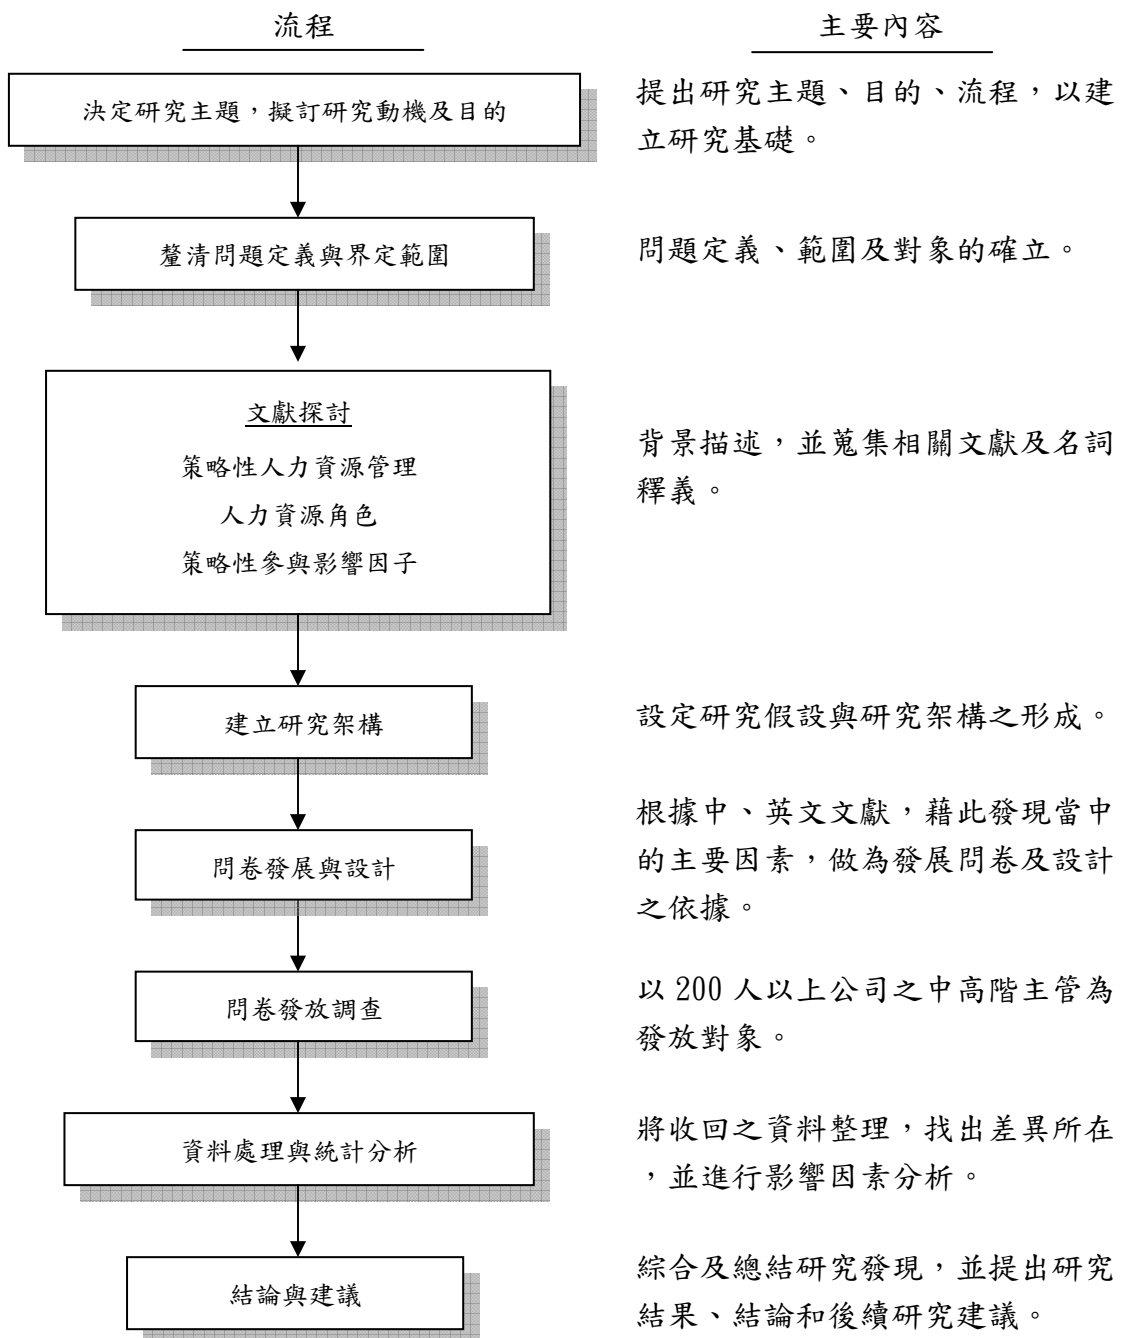 流程
主要內容
決定研究主題，擬訂研究動機及目的
提出研究主題、目的、流程，以建
立研究基礎。
釐清問題定義與界定範圍
問題定義、範圍及對象的確立。
文獻探討
策略性人力資源管理
人力資源角色
策略性參與影響因子
背景描述，並蒐集相關文獻及名詞
釋義。
建立研究架構
設定研究假設與研究架構之形成。
問卷發展與設計
根據中、英文文獻，藉此發現當中
的主要因素，做為發展問卷及設計
之依據。
問卷發放調查
以 200 人以上公司之中高階主管為
發放對象。
資料處理與統計分析
將收回之資料整理，找出差異所在
，並進行影響因素分析。
結論與建議
綜合及總結研究發現，並提出研究
結果、結論和後續研究建議。